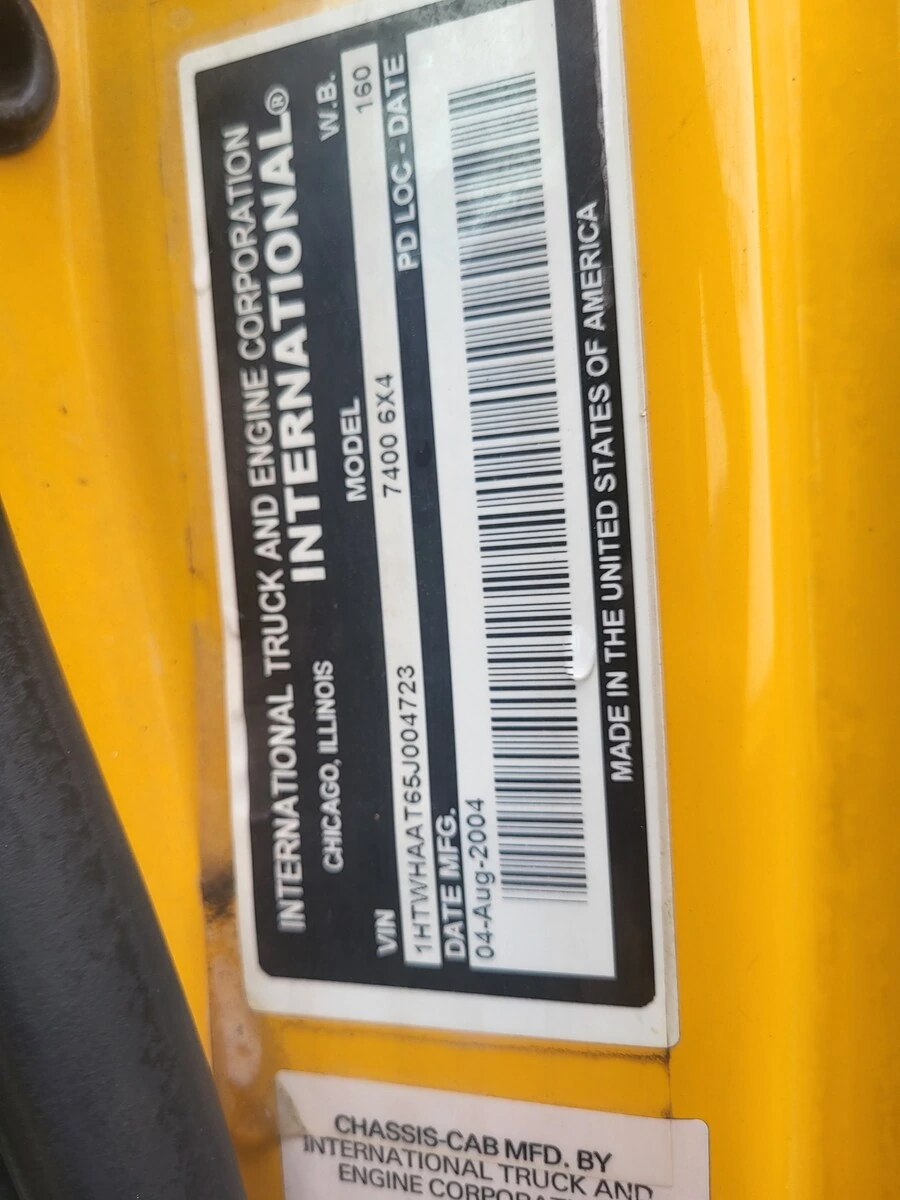 INTERNATIONAL TRUCK AND ENGINE CORPORATION
CHICAGO, ILLINOIS INTERNATIONAL®
VIN MODEL W.B.
1HTWHAAT65J004723 7400 6X4 160
DATE MFG. PD LOC - DATE
04-Aug-2004
MADE IN THE UNITED STATES OF AMERICA
CHASSIS-CAB MFD. BY
INTERNATIONAL TRUCK AND
ENGINE